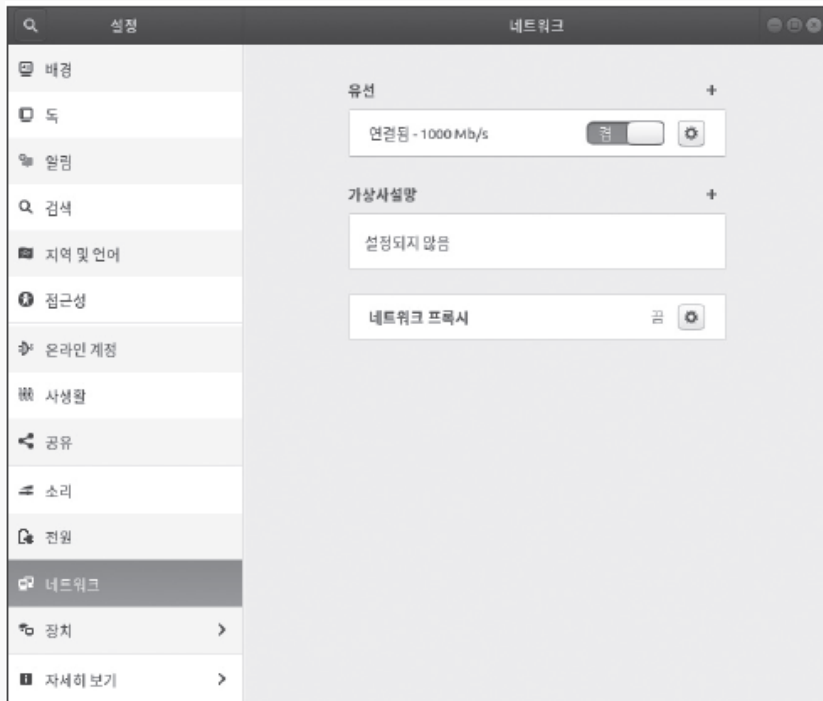 설정
네트워크
배경
독
알림
검색
지역 및 언어
접근성
온라인 계정
사생활
공유
소리
전원
네트워크
장치
자세히 보기
유선
연결됨 - 1000 Mb/s
켬
가상사설망
설정되지 않음
네트워크 프록시
끔